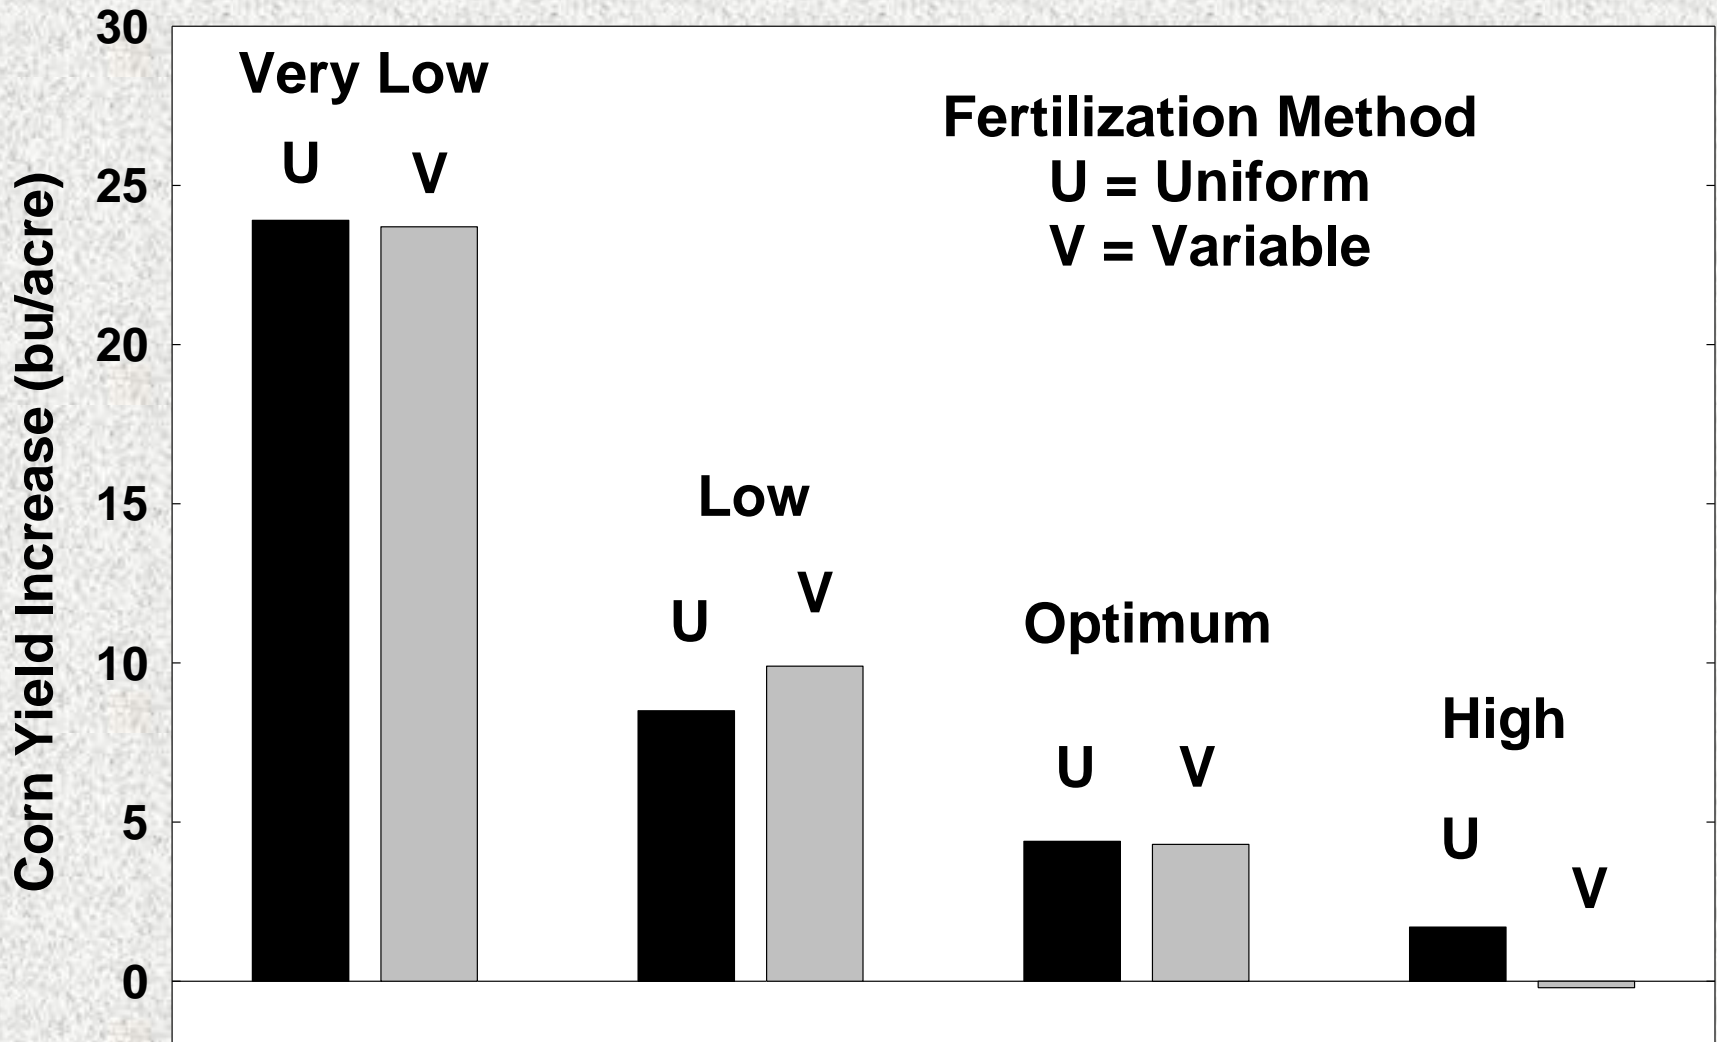 30
25
20
15
10
5
0
Corn Yield Increase (bu/acre)
Very Low
U V
Fertilization Method
U = Uniform
V = Variable
Low
U V
Optimum
U V
High
U V